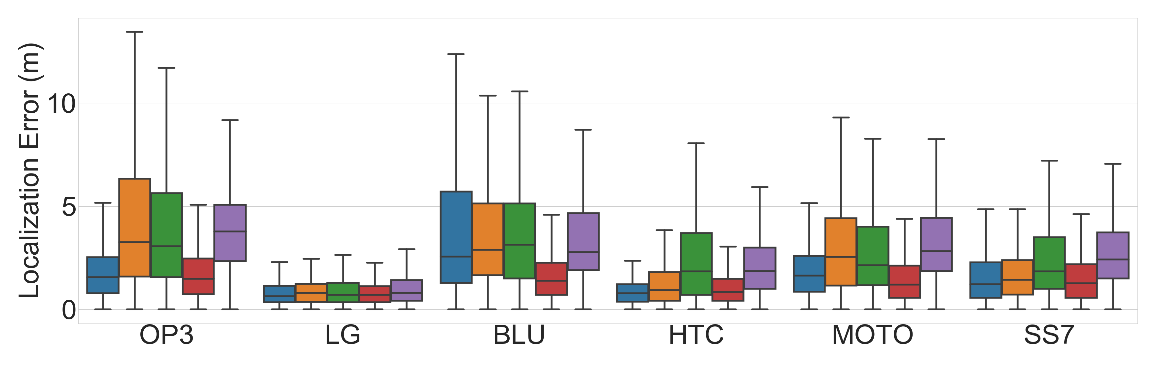 Localization Error (m)
10
5
0
OP3 LG BLU HTC MOTO SS7